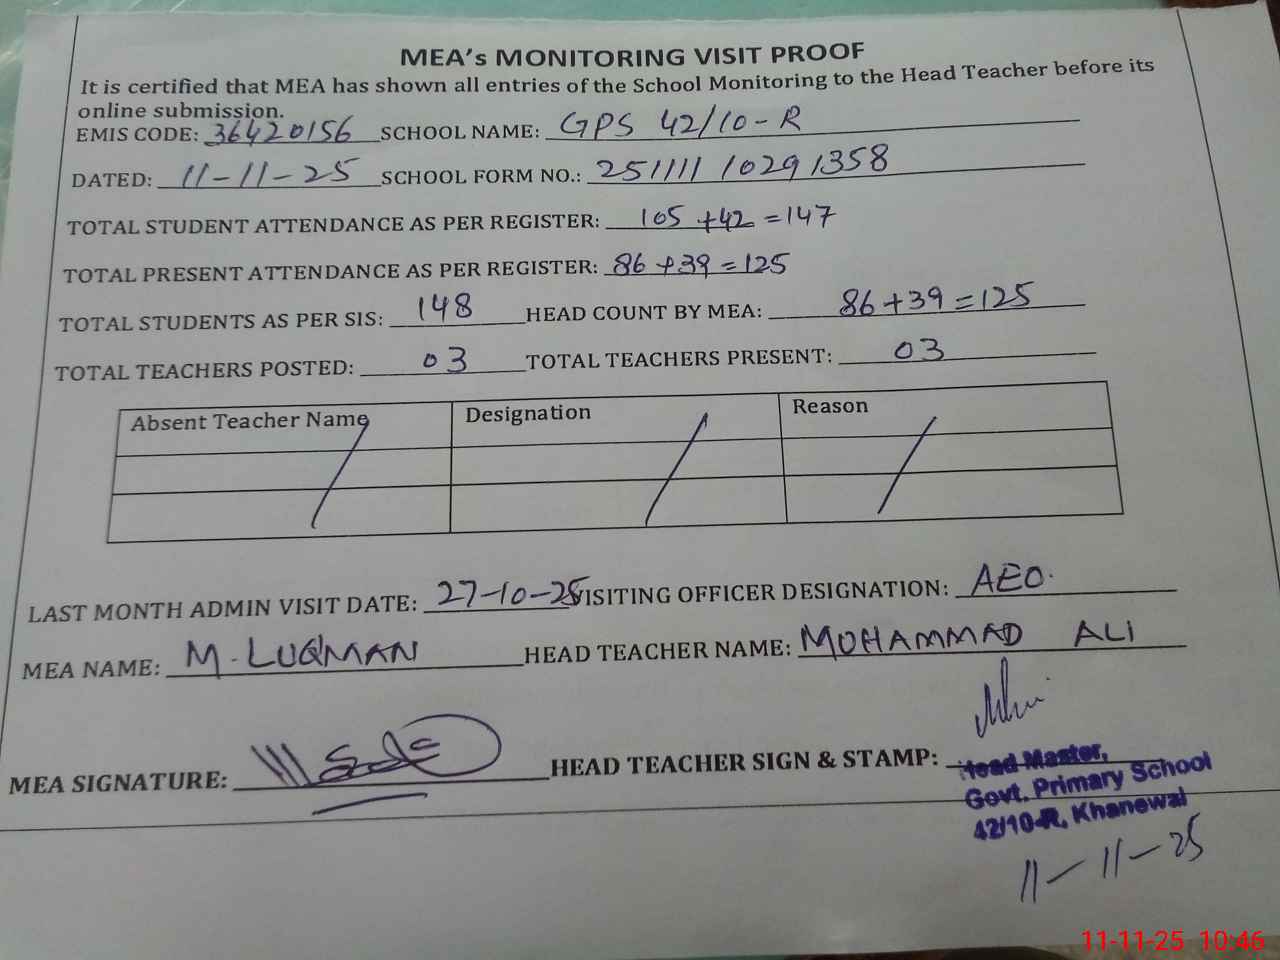 MEA's MONITORING VISIT PROOF
It is certified that MEA has shown all entries of the School Monitoring to the Head Teacher before its
online submission.
EMIS CODE: 36420156 SCHOOL NAME: GPS 42/10-R
DATED: 11-11-25 SCHOOL FORM NO.: 251111 10291358
TOTAL STUDENT ATTENDANCE AS PER REGISTER: 105 +42 =147
TOTAL PRESENT ATTENDANCE AS PER REGISTER: 86 +39 =125
TOTAL STUDENTS AS PER SIS: 148 HEAD COUNT BY MEA: 86 +39 =125
TOTAL TEACHERS POSTED: 03 TOTAL TEACHERS PRESENT: 03
Absent Teacher Name Designation Reason
LAST MONTH ADMIN VISIT DATE: 27-10-25 VISITING OFFICER DESIGNATION: AEO.
MEA NAME: M. LUQMAN HEAD TEACHER NAME: MUHAMMAD ALI
MEA SIGNATURE: HEAD TEACHER SIGN & STAMP:
Head Master,
Govt. Primary School
42/10-R, Khanewal
11-11-25
11-11-25 10:46